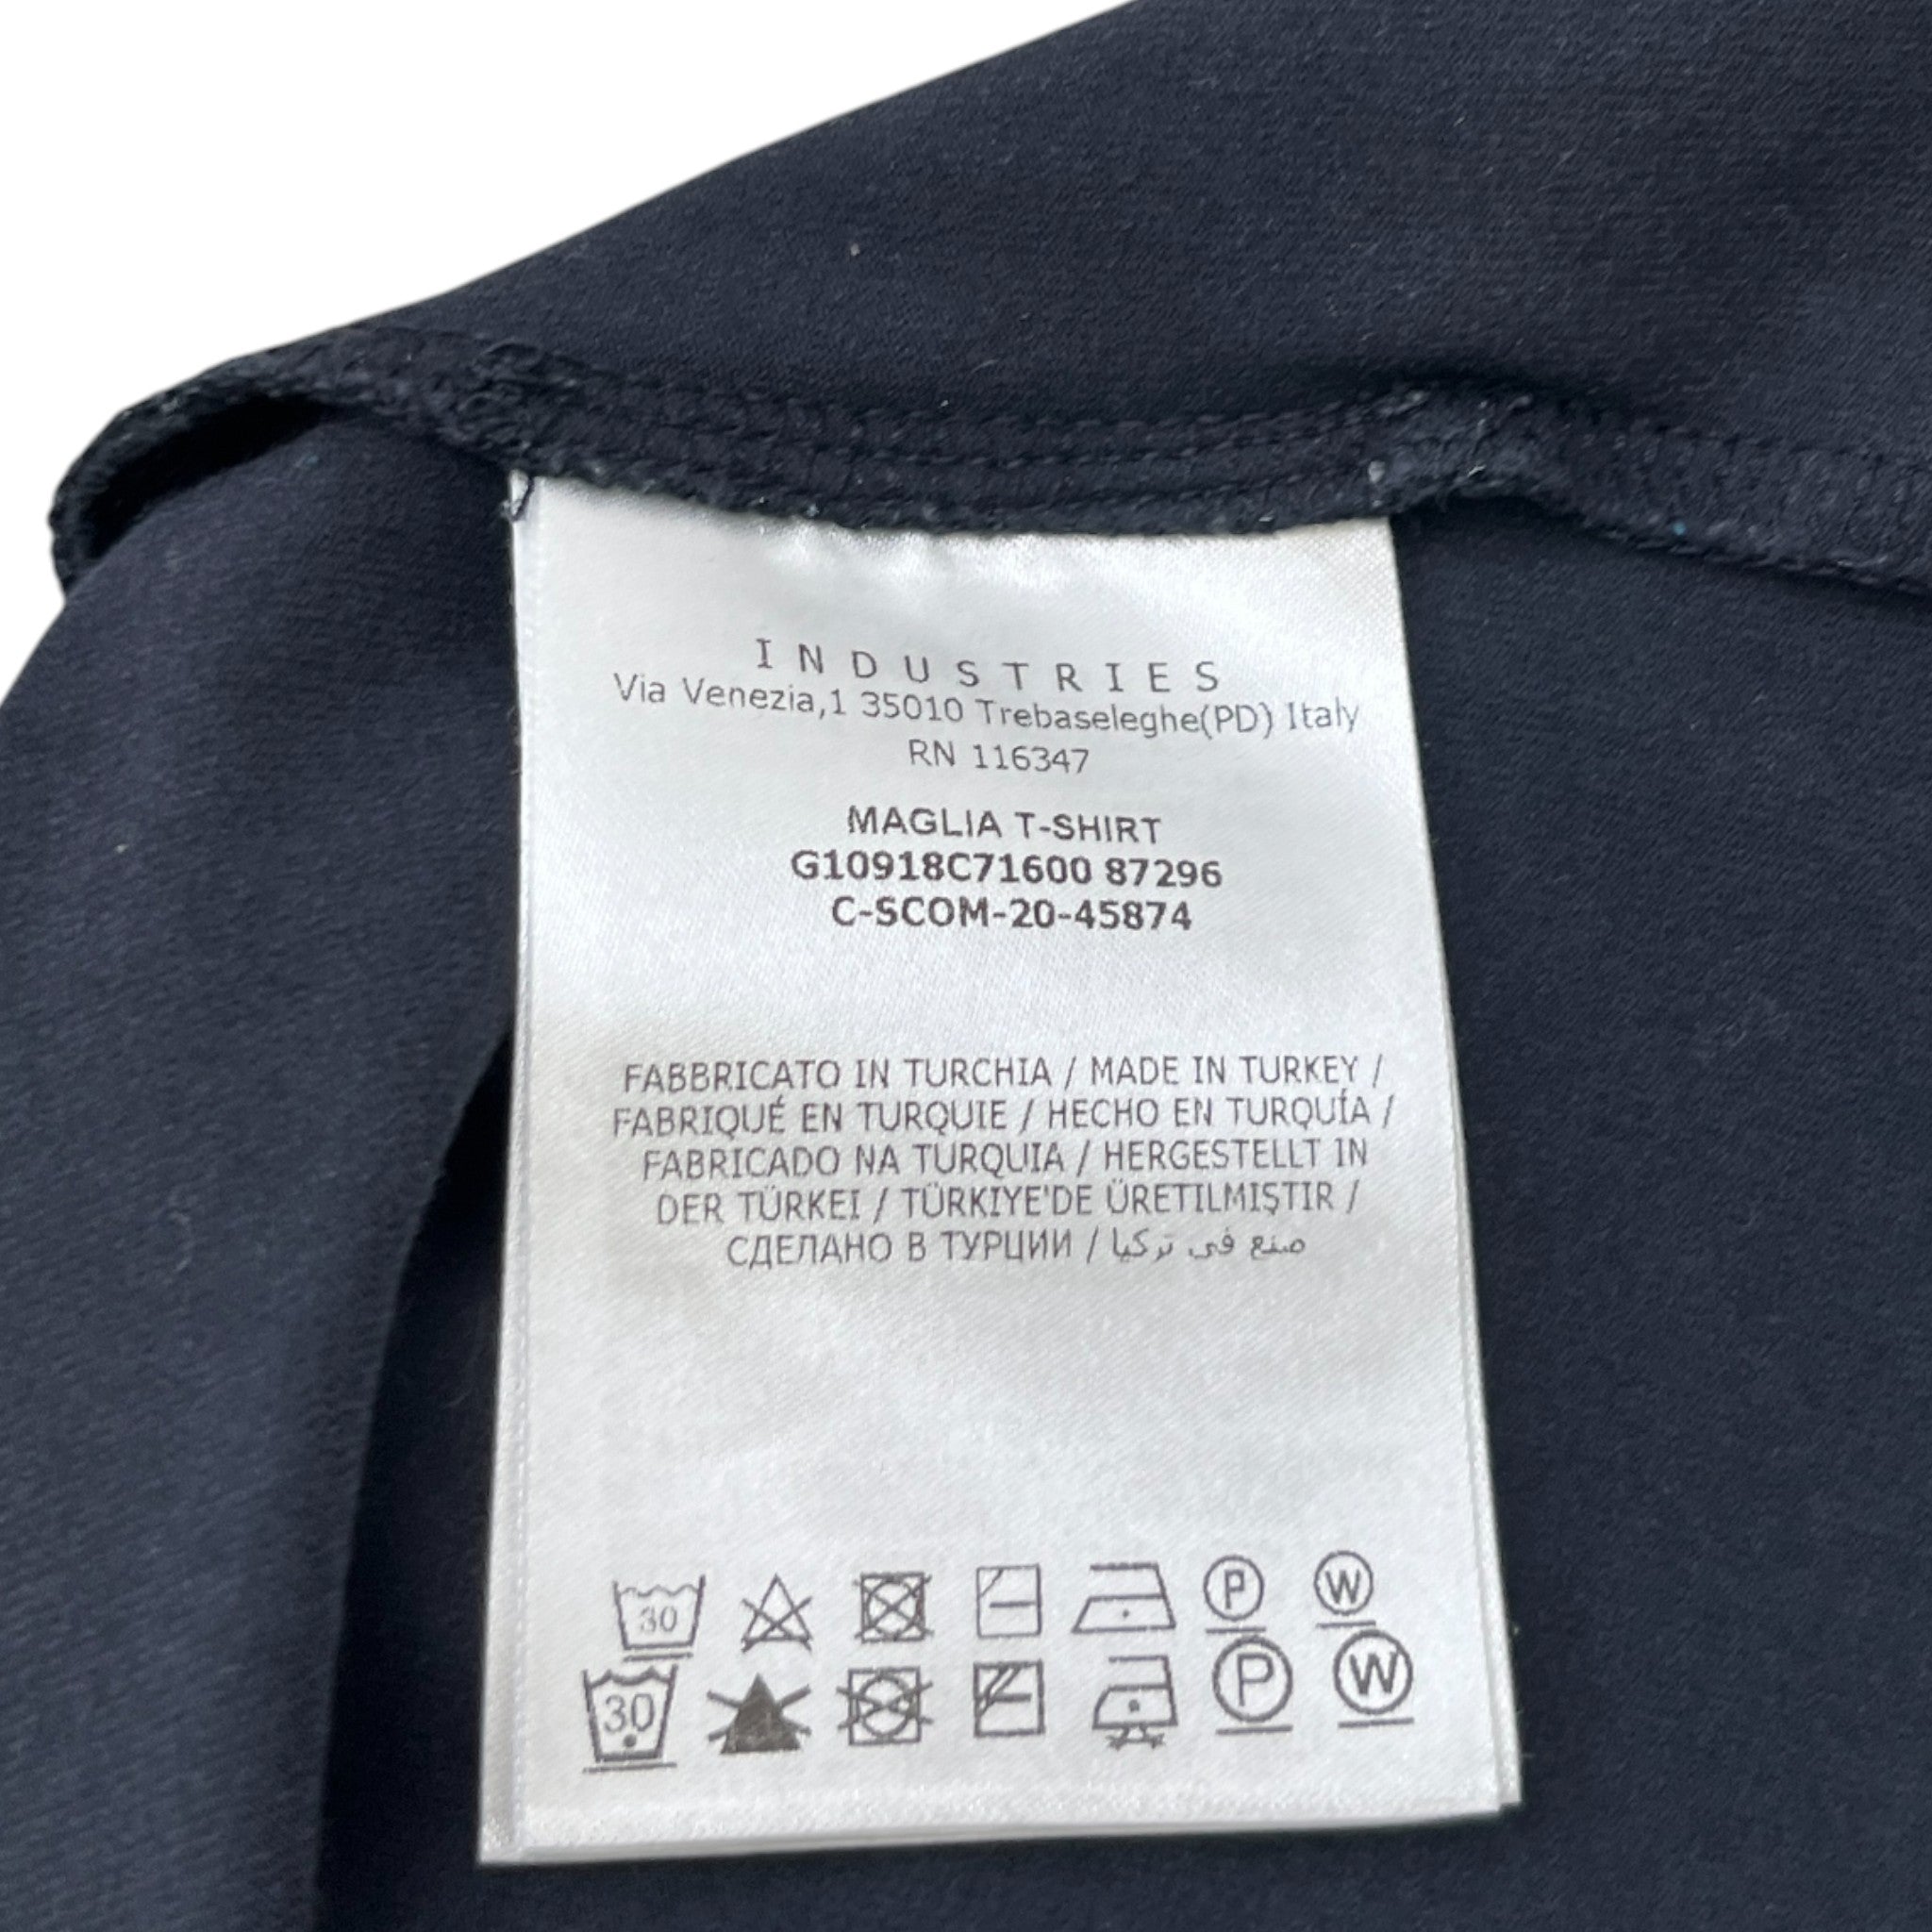 INDUSTRIES
Via Venezia,1 35010 Trebaseleghe(PD) Italy
RN 116347
MAGLIA T-SHIRT
G10918C71600 87296
C-SCOM-20-45874
FABBRICATO IN TURCHIA / MADE IN TURKEY /
FABRIQUÉ EN TURQUIE / HECHO EN TURQUÍA /
FABRICADO NA TURQUIA / HERGESTELLT IN
DER TÜRKEI / TÜRKIYE'DE ÜRETILMIŞTIR /
СДЕЛАНО В ТУРЦИИ / صنع في تركيا
30 P W
30 P W